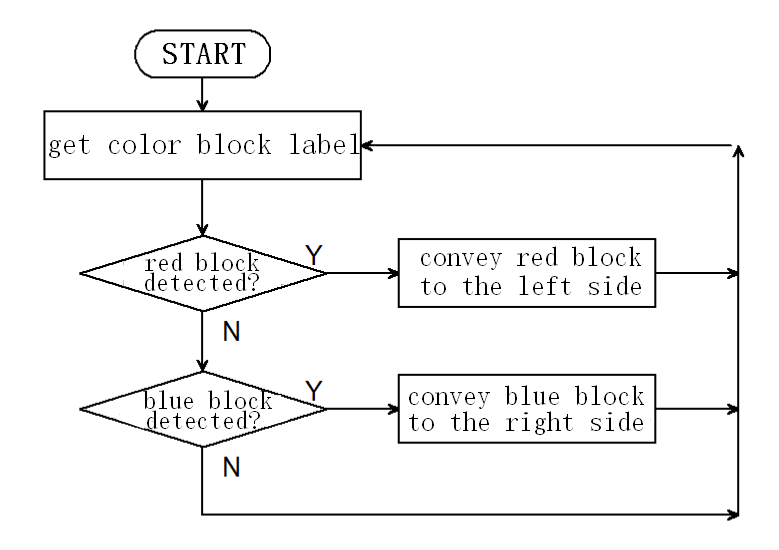 START
get color block label
red block
detected?
Y
convey red block
to the left side
N
blue block
detected?
Y
convey blue block
to the right side
N